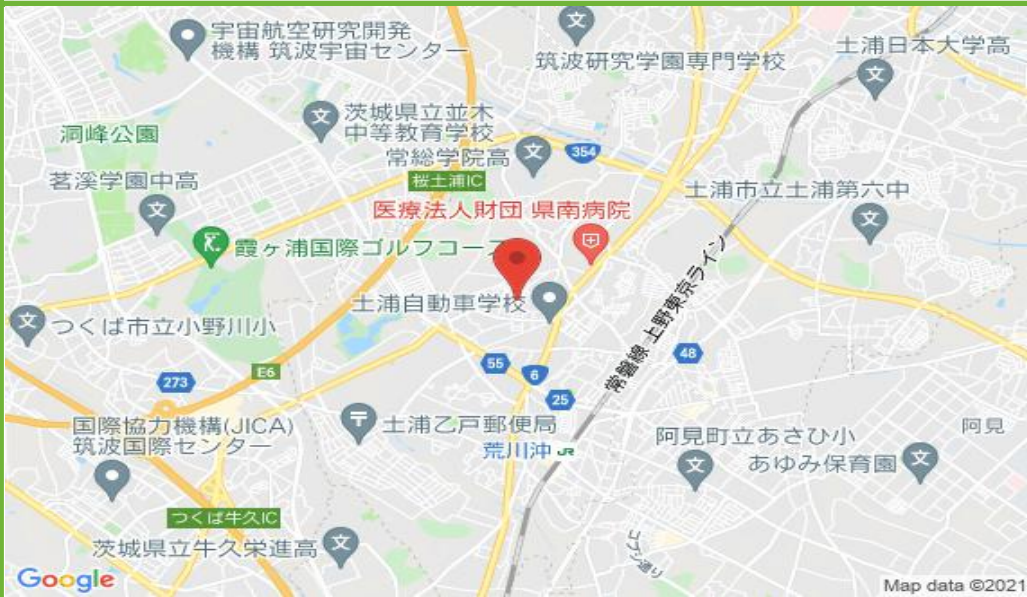 宇宙航空研究開発
機構 筑波宇宙センター
筑波研究学園専門学校
土浦日本大学高
茨城県立並木
中等教育学校
洞峰公園
常総学院高
354
茗溪学園中高
桜土浦IC
土浦市立土浦第六中
医療法人財団 県南病院
霞ヶ浦国際ゴルフコース
土浦自動車学校
常磐線 上野東京ライン
つくば市立小野川小
55
48
E6
6
273
25
国際協力機構(JICA)
筑波国際センター
土浦乙戸郵便局
荒川沖 JR
阿見町立あさひ小
阿見
あゆみ保育園
つくば牛久IC
茨城県立牛久栄進高
コブシ通り
Google
Map data ©2021